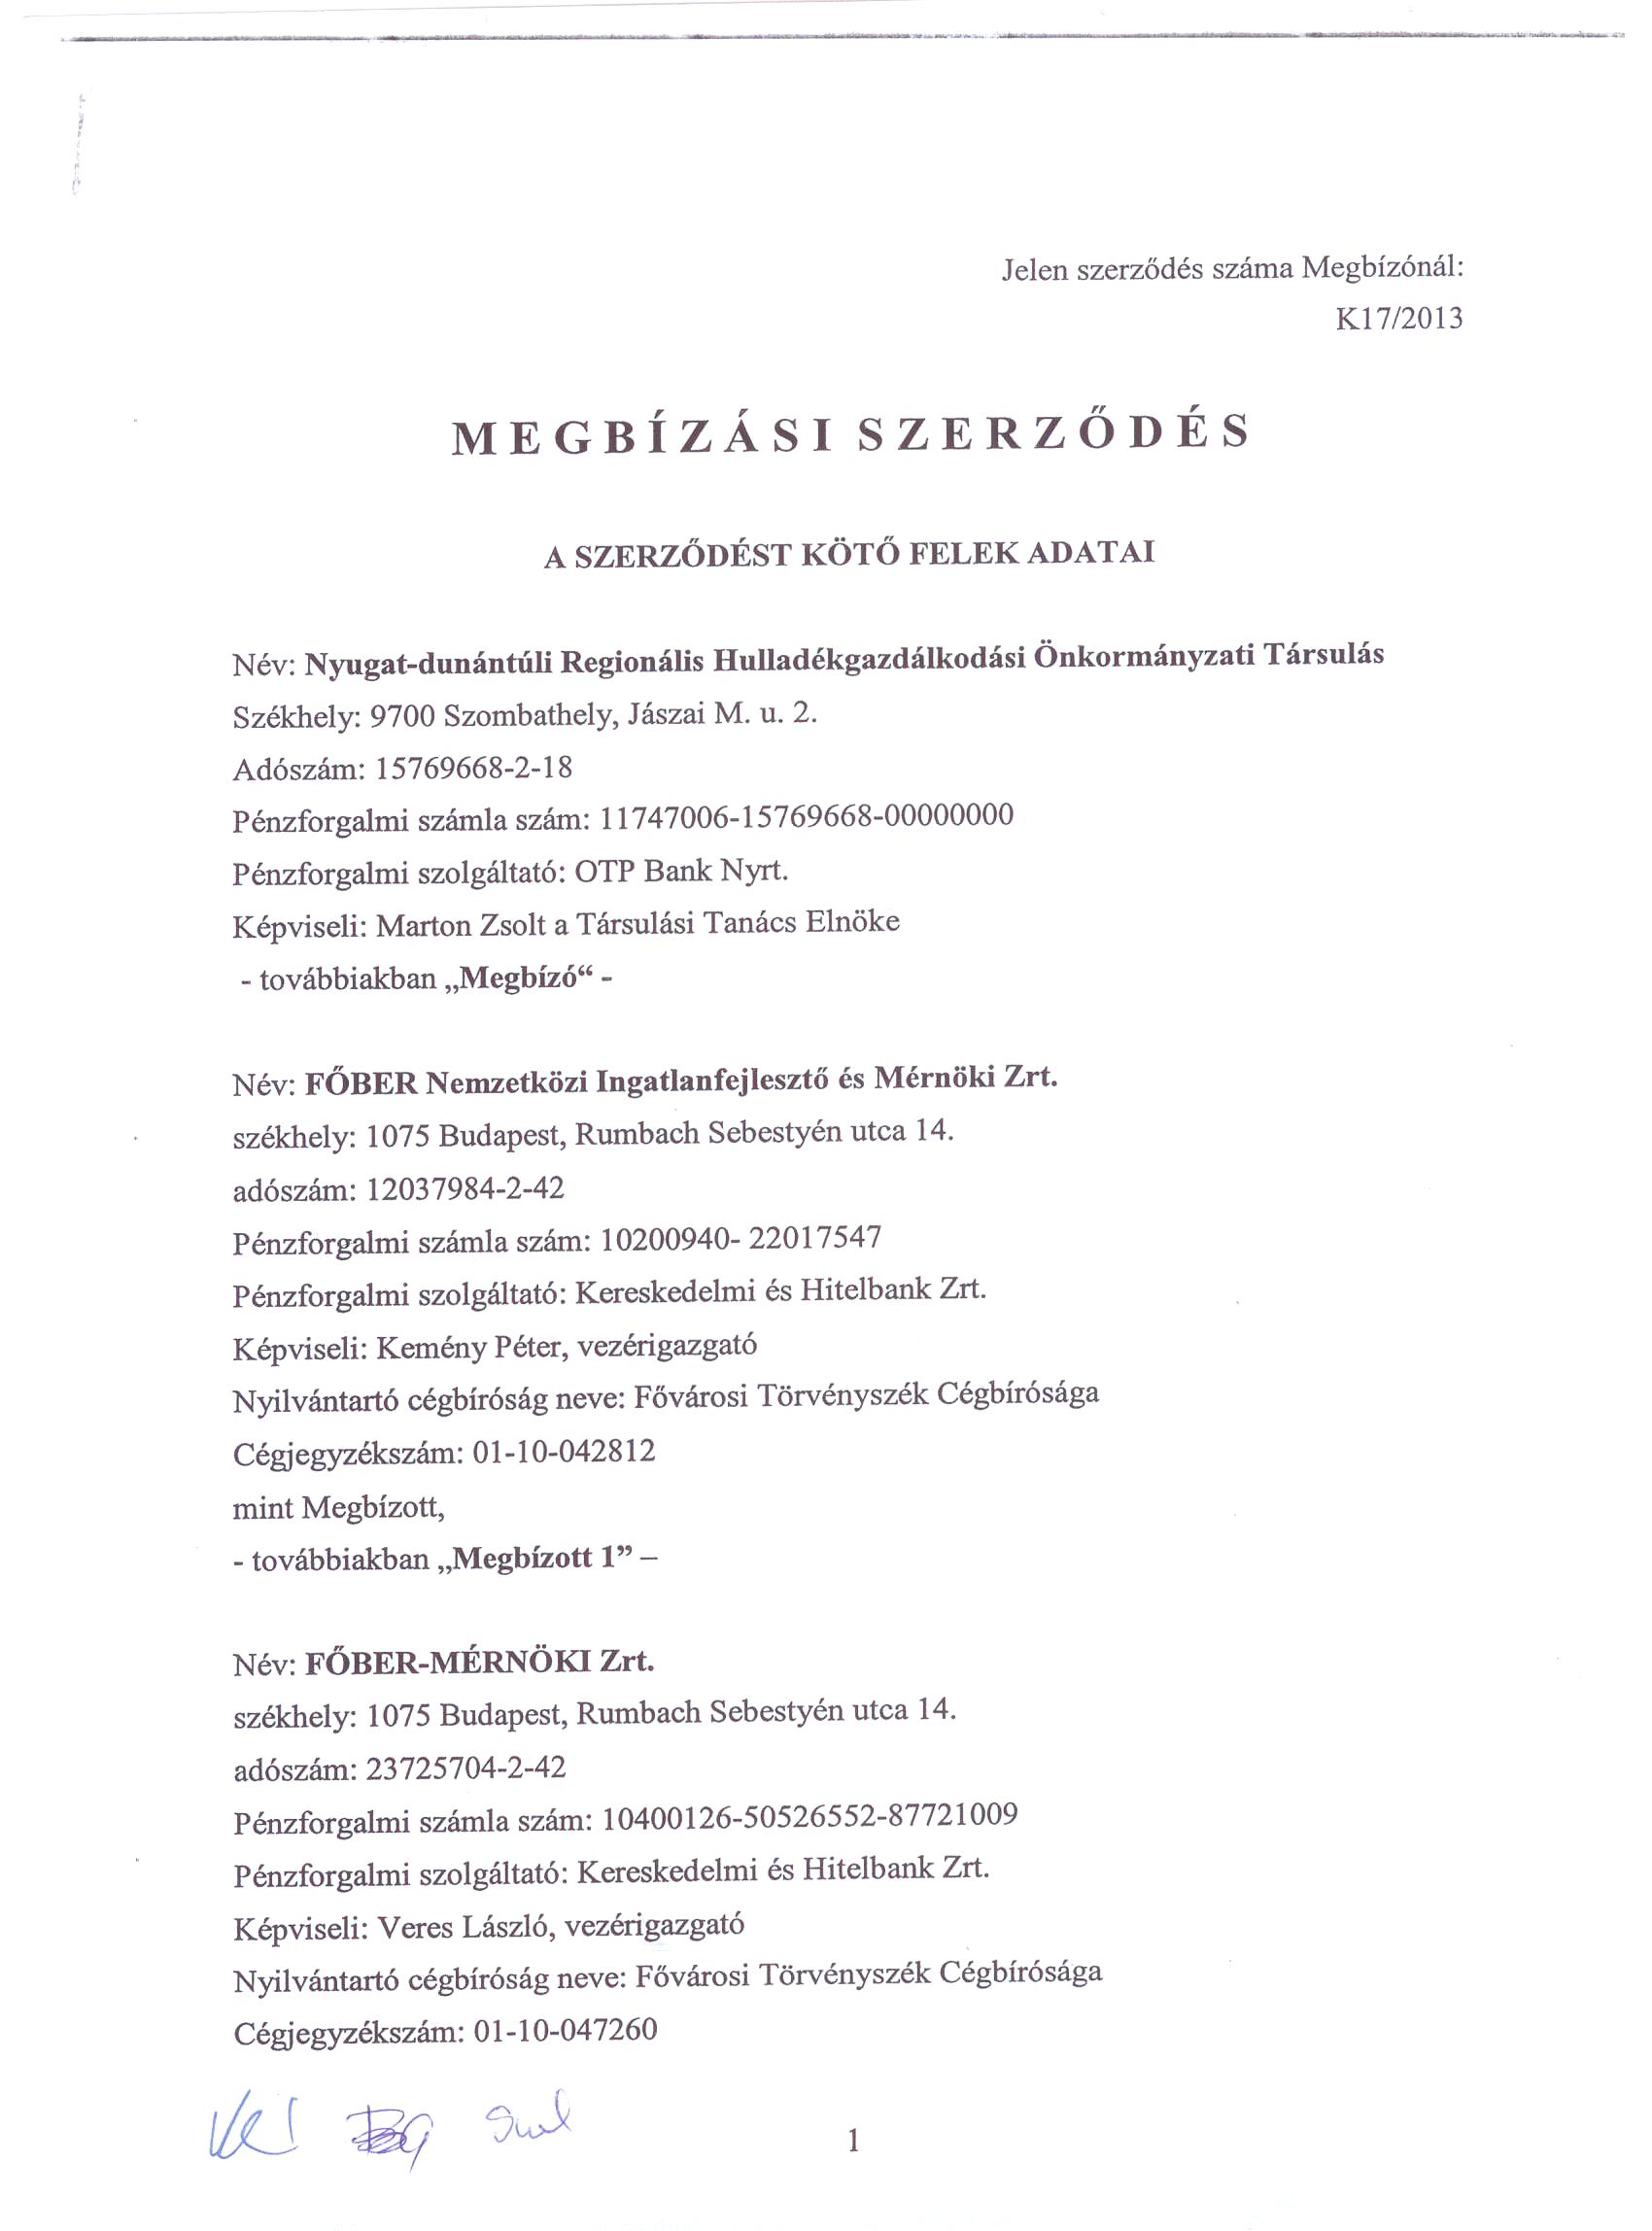 Jelen szerződés száma Megbízónál:
K17/2013
MEGBÍZÁSI SZERZŐDÉS
A SZERZŐDÉST KÖTŐ FELEK ADATAI
Név: Nyugat-dunántúli Regionális Hulladékgazdálkodási Önkormányzati Társulás
Székhely: 9700 Szombathely, Jászai M. u. 2.
Adószám: 15769668-2-18
Pénzforgalmi számla szám: 11747006-15769668-00000000
Pénzforgalmi szolgáltató: OTP Bank Nyrt.
Képviseli: Marton Zsolt a Társulási Tanács Elnöke
- továbbiakban „Megbízó“ -
Név: FŐBER Nemzetközi Ingatlanfejlesztő és Mérnöki Zrt.
székhely: 1075 Budapest, Rumbach Sebestyén utca 14.
adószám: 12037984-2-42
Pénzforgalmi számla szám: 10200940- 22017547
Pénzforgalmi szolgáltató: Kereskedelmi és Hitelbank Zrt.
Képviseli: Kemény Péter, vezérigazgató
Nyilvántartó cégbíróság neve: Fővárosi Törvényszék Cégbírósága
Cégjegyzékszám: 01-10-042812
mint Megbízott,
- továbbiakban „Megbízott 1” –
Név: FŐBER-MÉRNÖKI Zrt.
székhely: 1075 Budapest, Rumbach Sebestyén utca 14.
adószám: 23725704-2-42
Pénzforgalmi számla szám: 10400126-50526552-87721009
Pénzforgalmi szolgáltató: Kereskedelmi és Hitelbank Zrt.
Képviseli: Veres László, vezérigazgató
Nyilvántartó cégbíróság neve: Fővárosi Törvényszék Cégbírósága
Cégjegyzékszám: 01-10-047260
1